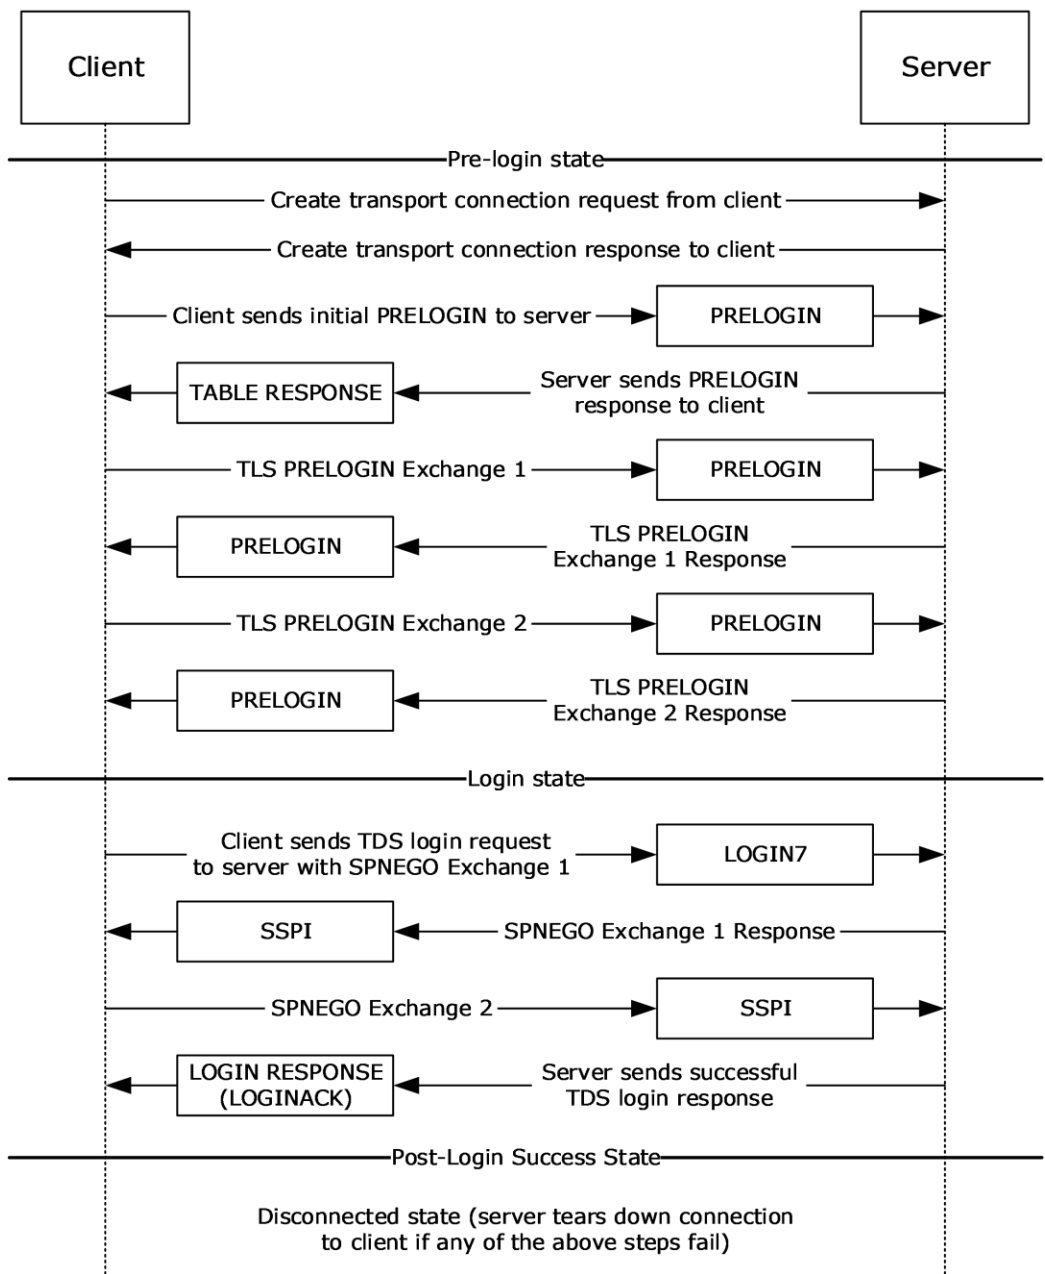 Client
Server
Pre-login state
Create transport connection request from client
Create transport connection response to client
Client sends initial PRELOGIN to server
PRELOGIN
TABLE RESPONSE
Server sends PRELOGIN
response to client
TLS PRELOGIN Exchange 1
PRELOGIN
PRELOGIN
TLS PRELOGIN
Exchange 1 Response
TLS PRELOGIN Exchange 2
PRELOGIN
PRELOGIN
TLS PRELOGIN
Exchange 2 Response
Login state
Client sends TDS login request
to server with SPNEGO Exchange 1
LOGIN7
SSPI
SPNEGO Exchange 1 Response
SPNEGO Exchange 2
SSPI
LOGIN RESPONSE
(LOGINACK)
Server sends successful
TDS login response
Post-Login Success State
Disconnected state (server tears down connection
to client if any of the above steps fail)